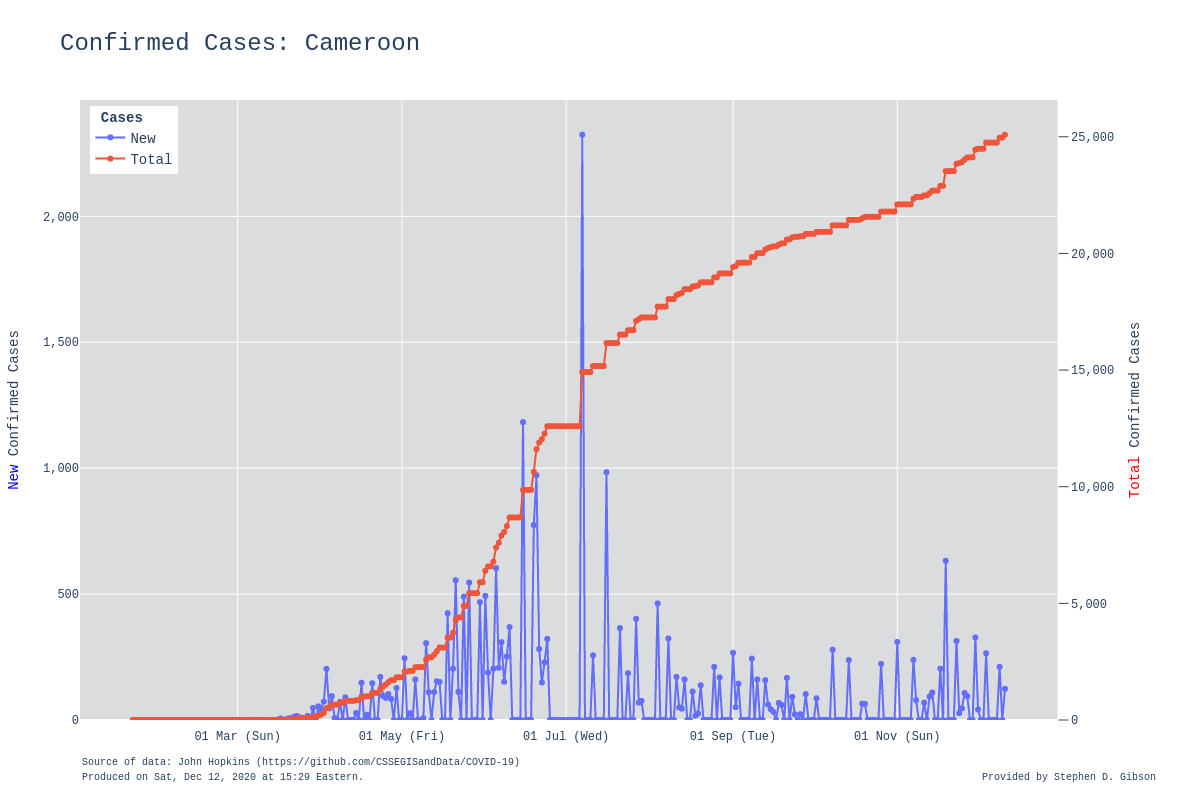 Confirmed Cases: Cameroon
Cases
New
Total
2,000
1,500
1,000
500
0
25,000
20,000
15,000
10,000
5,000
0
New Confirmed Cases
Total Confirmed Cases
01 Mar (Sun)
01 May (Fri)
01 Jul (Wed)
01 Sep (Tue)
01 Nov (Sun)
Source of data: John Hopkins (https://github.com/CSSEGISandData/COVID-19)
Produced on Sat, Dec 12, 2020 at 15:29 Eastern.
Provided by Stephen D. Gibson